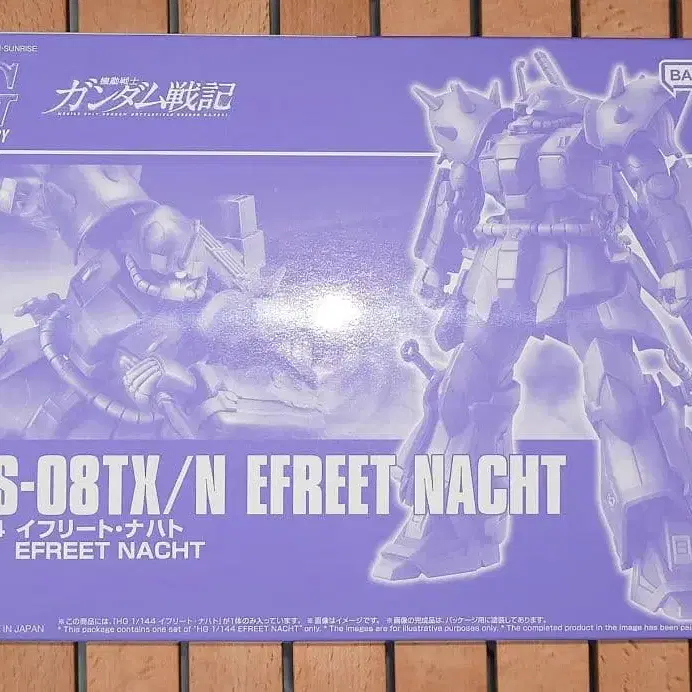 -SUNRISE
機動戦士
ガンダム戦記
BA
S-08TX/N EFREET NACHT
4 イフリート・ナハト
EFREET NACHT
※この商品には、「HG 1/144 イフリート・ナハト」が1体のみ入っています。※画像はイメージです。※画像の完成品は、パッケージ用に塗装してあります。
IN JAPAN
* This package contains one set of "HG 1/144 EFREET NACHT" only. * The images are for illustrative purposes only. * The completed product in the image has been pai